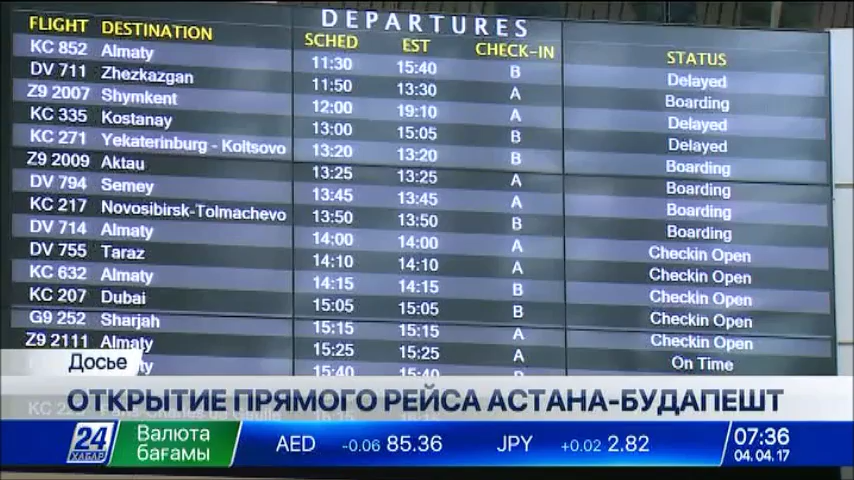 DEPARTURES
FLIGHT DESTINATION SCHED EST CHECK-IN STATUS
KC 852 Almaty 11:30 15:40 B Delayed
DV 711 Zhezkazgan 11:50 13:30 A Boarding
Z9 2007 Shymkent 12:00 19:10 A Delayed
KC 335 Kostanay 13:00 15:05 B Delayed
KC 271 Yekaterinburg - Koltsovo 13:20 13:20 B Boarding
Z9 2009 Aktau 13:25 13:25 A Boarding
DV 794 Semey 13:45 13:45 A Boarding
KC 217 Novosibirsk-Tolmachevo 13:50 13:50 B Boarding
DV 714 Almaty 14:00 14:00 A Checkin Open
DV 755 Taraz 14:10 14:10 A Checkin Open
KC 632 Almaty 14:15 14:15 B Checkin Open
KC 207 Dubai 15:05 15:05 B Checkin Open
G9 252 Sharjah 15:15 15:15 A Checkin Open
Z9 2111 Almaty 15:25 15:25 A On Time
15:40 15:40 B
Досье
ОТКРЫТИЕ ПРЯМОГО РЕЙСА АСТАНА-БУДАПЕШТ
24 ХАБАР
Валюта бағамы
AED -0.06 85.36 JPY +0.02 2.82
07:36
04.04.17